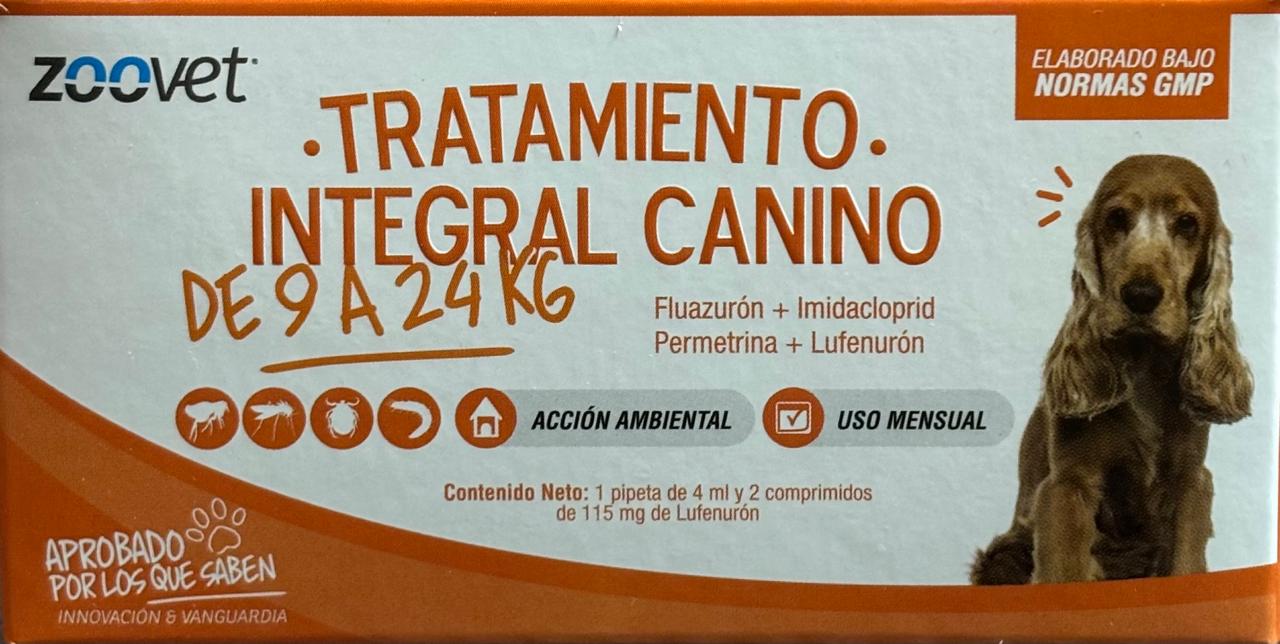 zoovet
ELABORADO BAJO
NORMAS GMP
·TRATAMIENTO·
INTEGRAL CANINO
DE 9 A 24 KG
Fluazurón + Imidacloprid
Permetrina + Lufenurón
ACCIÓN AMBIENTAL
USO MENSUAL
Contenido Neto: 1 pipeta de 4 ml y 2 comprimidos
de 115 mg de Lufenurón
APROBADO
POR LOS QUE SABEN
INNOVACIÓN & VANGUARDIA